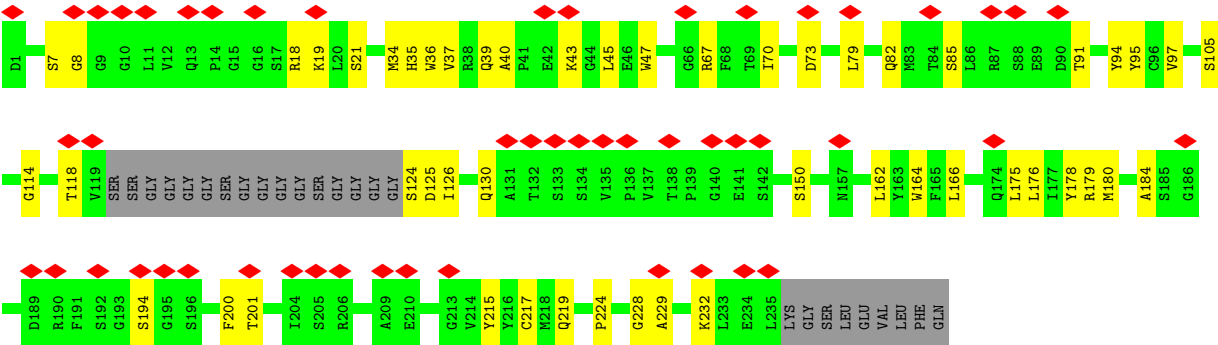 D1 S7 G8 G9 G10 L11 V12 Q13 P14 G15 G16 S17 R18 K19 L20 S21 M34 H35 W36 V37 R38 Q39 A40 P41 E42 K43 G44 L45 E46 W47 G66 R67 F68 T69 I70 D73 L79 Q82 M83 T84 S85 L86 R87 S88 E89 D90 T91 Y94 Y95 C96 V97 S105
G114 T118 V119 SER SER GLY GLY GLY GLY SER GLY GLY GLY GLY SER GLY GLY GLY GLY S124 D125 I126 Q130 A131 T132 S133 S134 V135 P136 V137 T138 P139 G140 E141 S142 S150 N157 L162 Y163 W164 F165 L166 Q174 L175 L176 I177 Y178 R179 M180 A184 S185 G186
D189 R190 F191 S192 G193 S194 G195 S196 F200 T201 I204 S205 R206 A209 E210 G213 V214 Y215 Y216 C217 M218 Q219 P224 G228 A229 K232 L233 E234 L235 LYS GLY SER LEU GLU VAL LEU PHE GLN